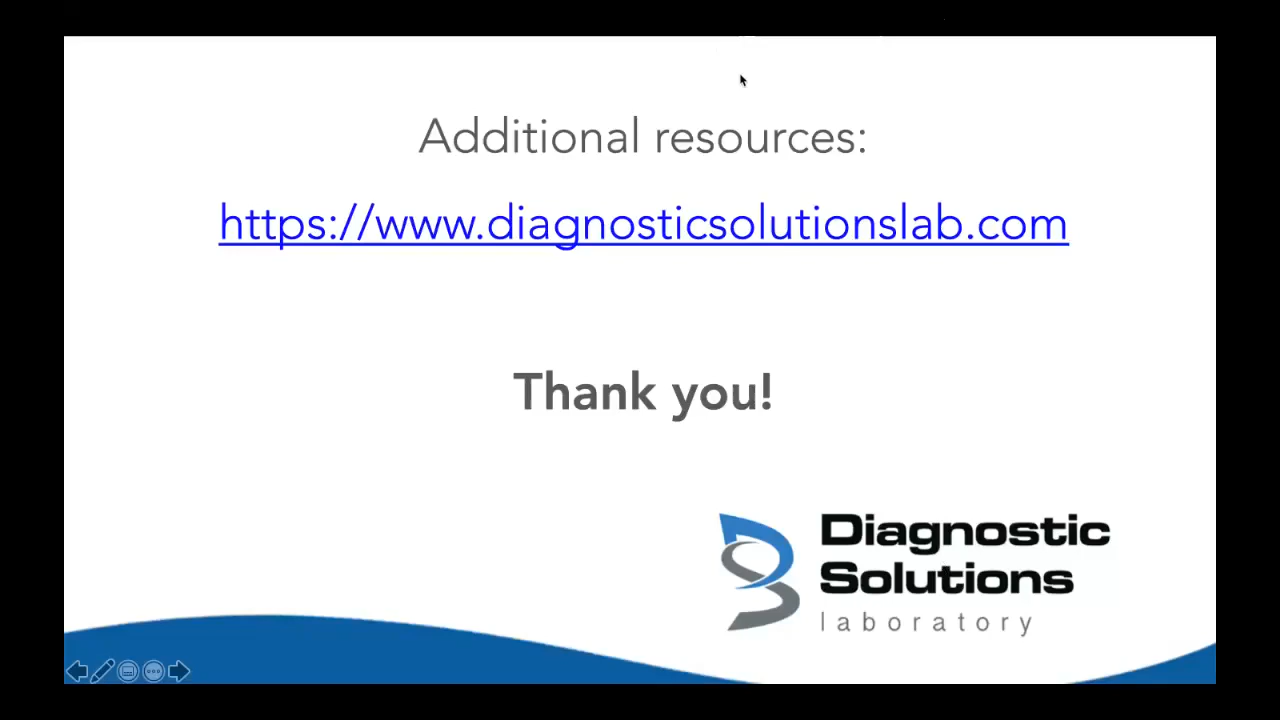 Additional resources:
https://www.diagnosticsolutionslab.com
Thank you!
Diagnostic
Solutions
laboratory